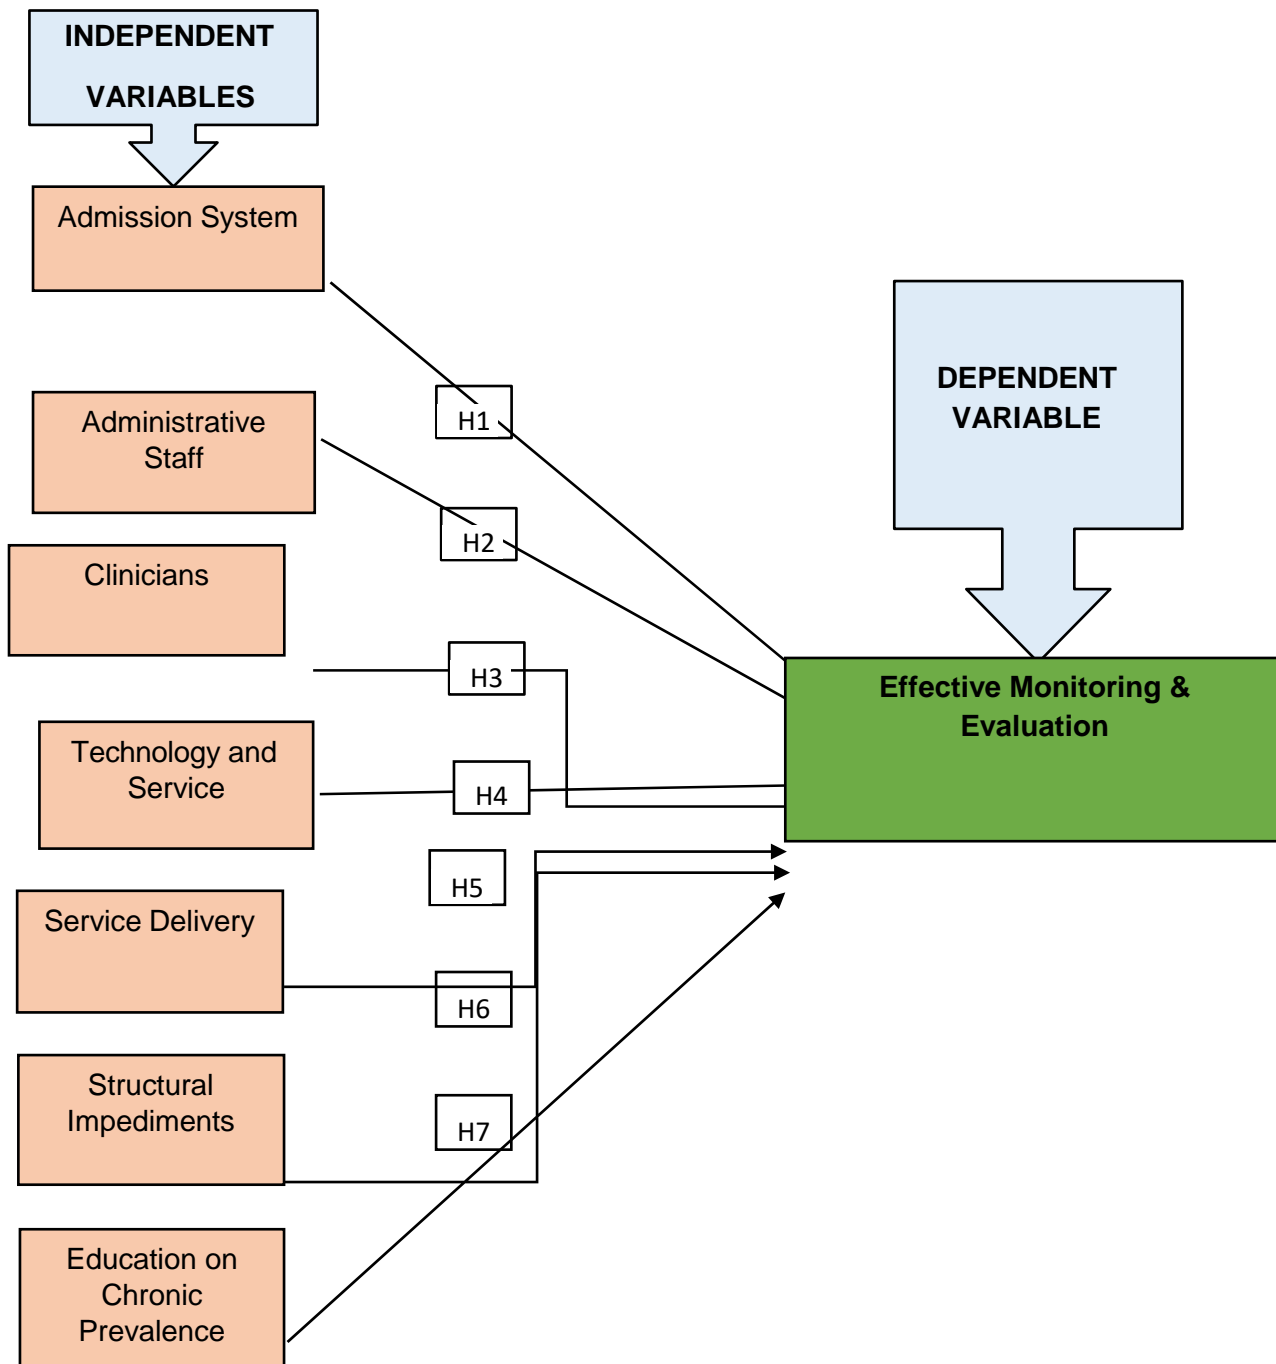 INDEPENDENT
VARIABLES
Admission System
Administrative
Staff
Clinicians
Technology and
Service
Service Delivery
Structural
Impediments
Education on
Chronic
Prevalence
H1
H2
H3
H4
H5
H6
H7
DEPENDENT
VARIABLE
Effective Monitoring &
Evaluation